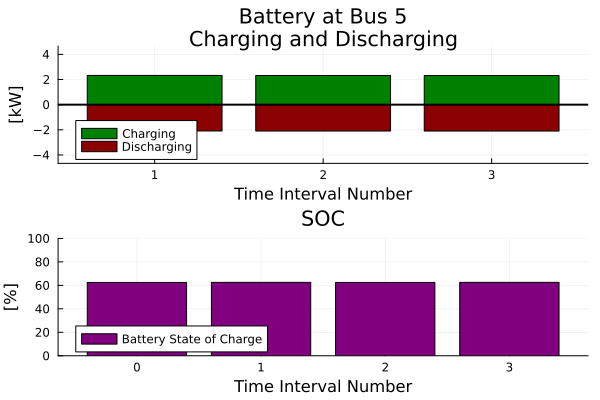 Battery at Bus 5
Charging and Discharging
[kW]
4
2
0
−2
−4
Charging
Discharging
1 2 3
Time Interval Number
SOC
[%]
100
80
60
40
20
0
Battery State of Charge
0 1 2 3
Time Interval Number